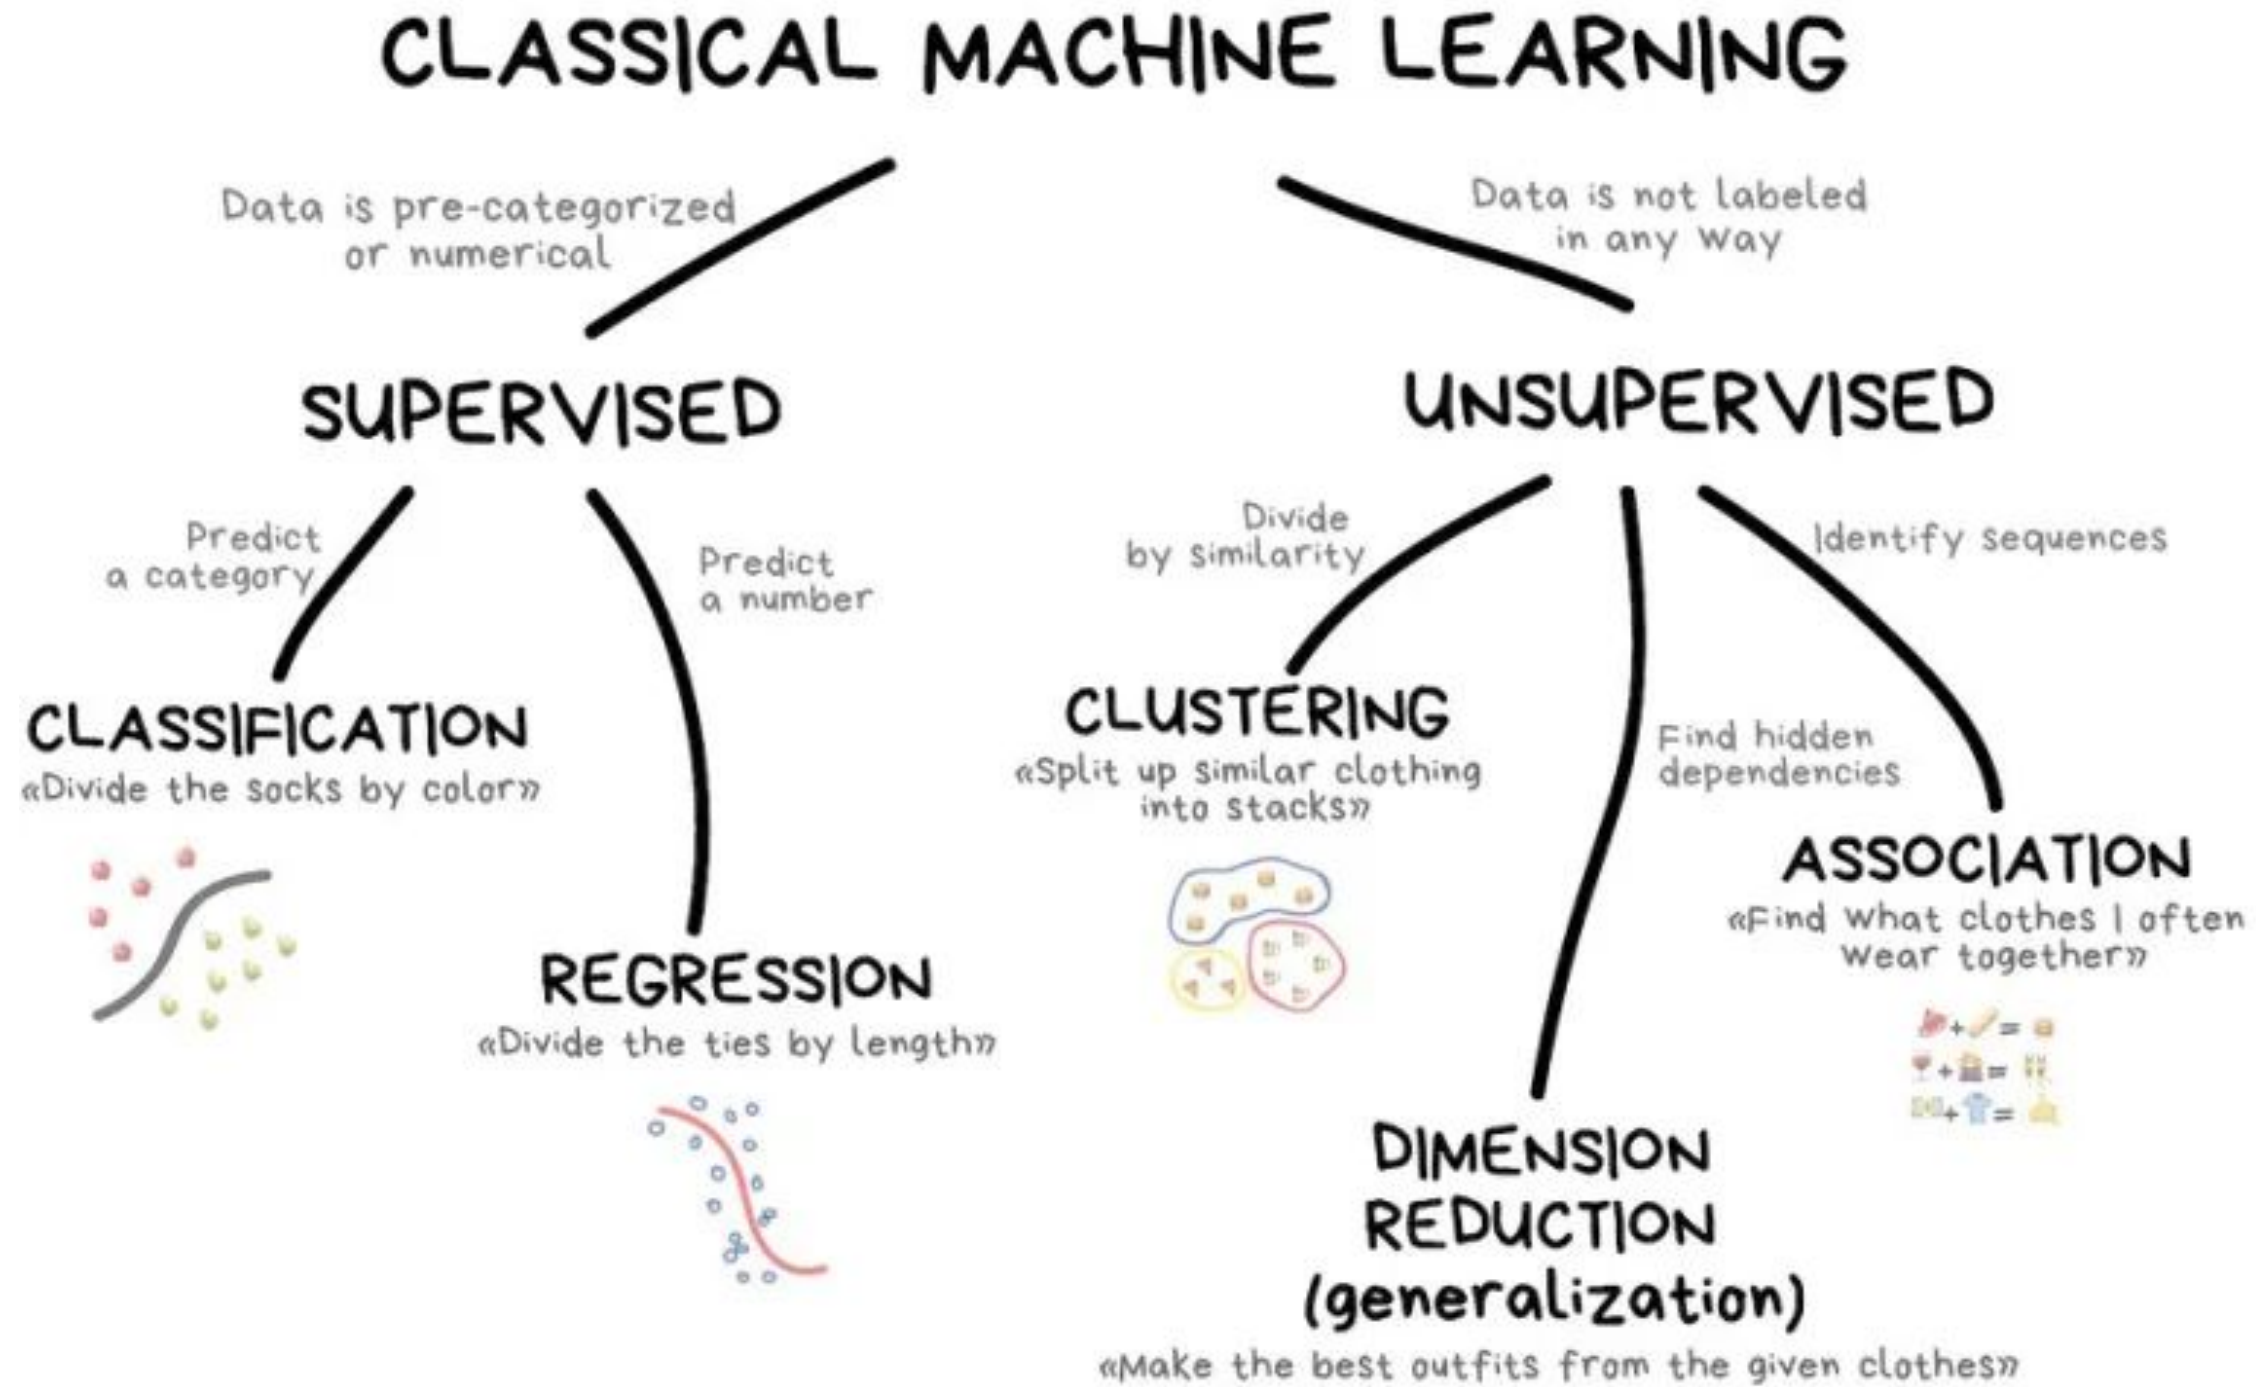 CLASSICAL MACHINE LEARNING
Data is pre-categorized
or numerical
Data is not labeled
in any way
SUPERVISED
UNSUPERVISED
Predict
a category
Predict
a number
Divide
by similarity
Identify sequences
CLASSIFICATION
«Divide the socks by color»
CLUSTERING
«Split up similar clothing
into stacks»
Find hidden
dependencies
ASSOCIATION
«Find what clothes I often
wear together»
REGRESSION
«Divide the ties by length»
+ =
+ =
+ =
DIMENSION
REDUCTION
(generalization)
«Make the best outfits from the given clothes»